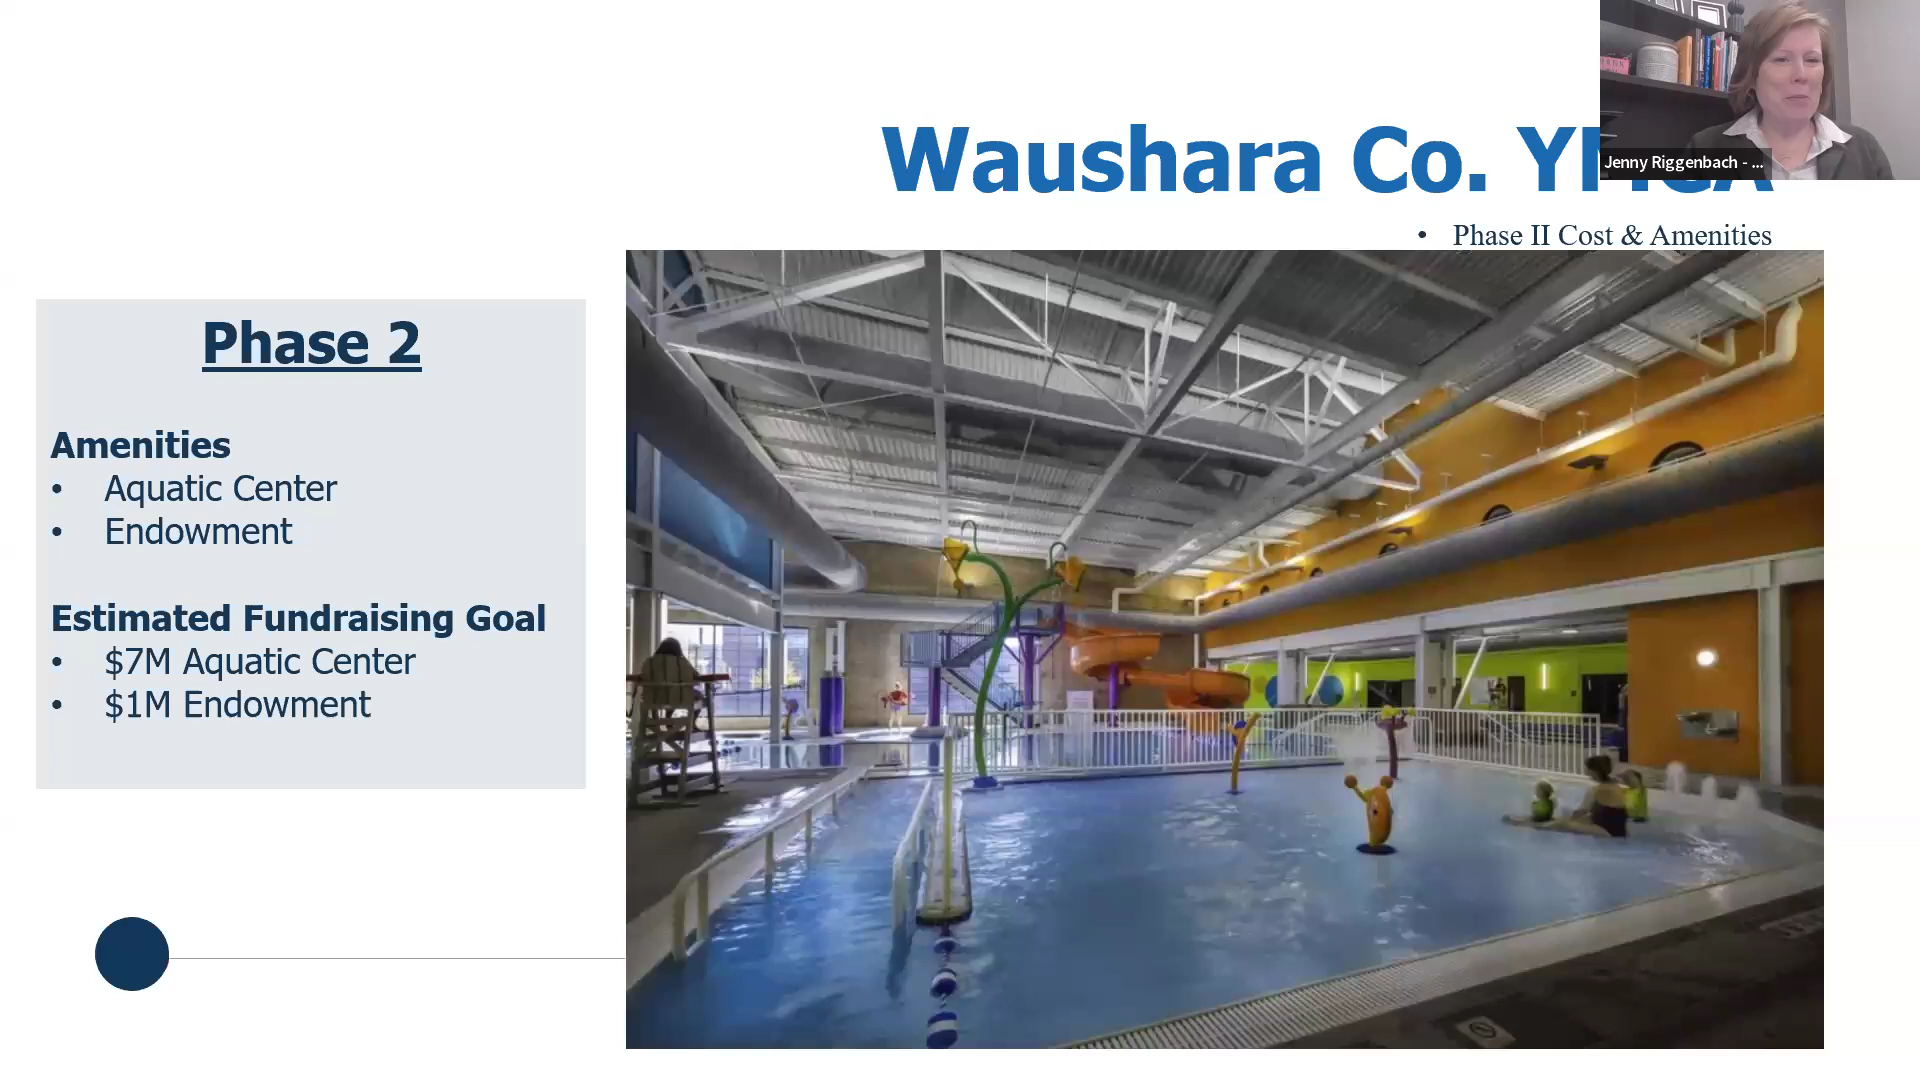 Waushara Co. YMCA
Jenny Riggenbach - ...
• Phase II Cost & Amenities
Phase 2
Amenities
• Aquatic Center
• Endowment
Estimated Fundraising Goal
• $7M Aquatic Center
• $1M Endowment